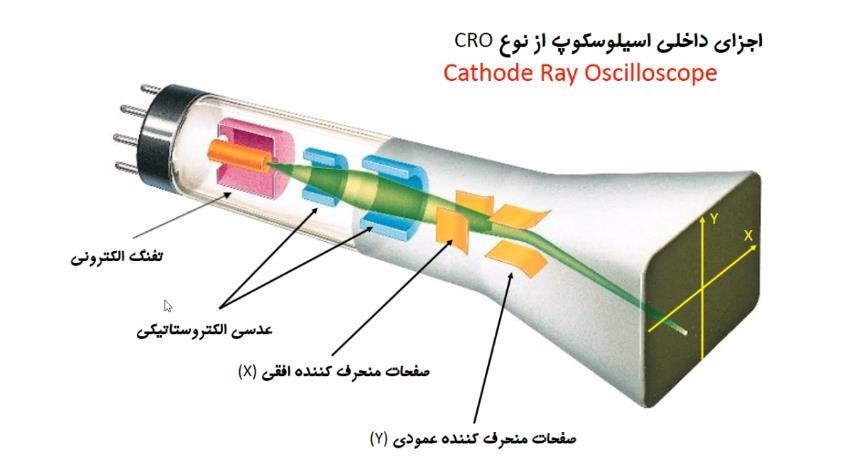 اجزای داخلی اسیلوسکوپ از نوع CRO
Cathode Ray Oscilloscope
Y
X
تفنگ الکترونی
عدسی الکتروستاتیکی
صفحات منحرف کننده افقی (X)
صفحات منحرف کننده عمودی (Y)